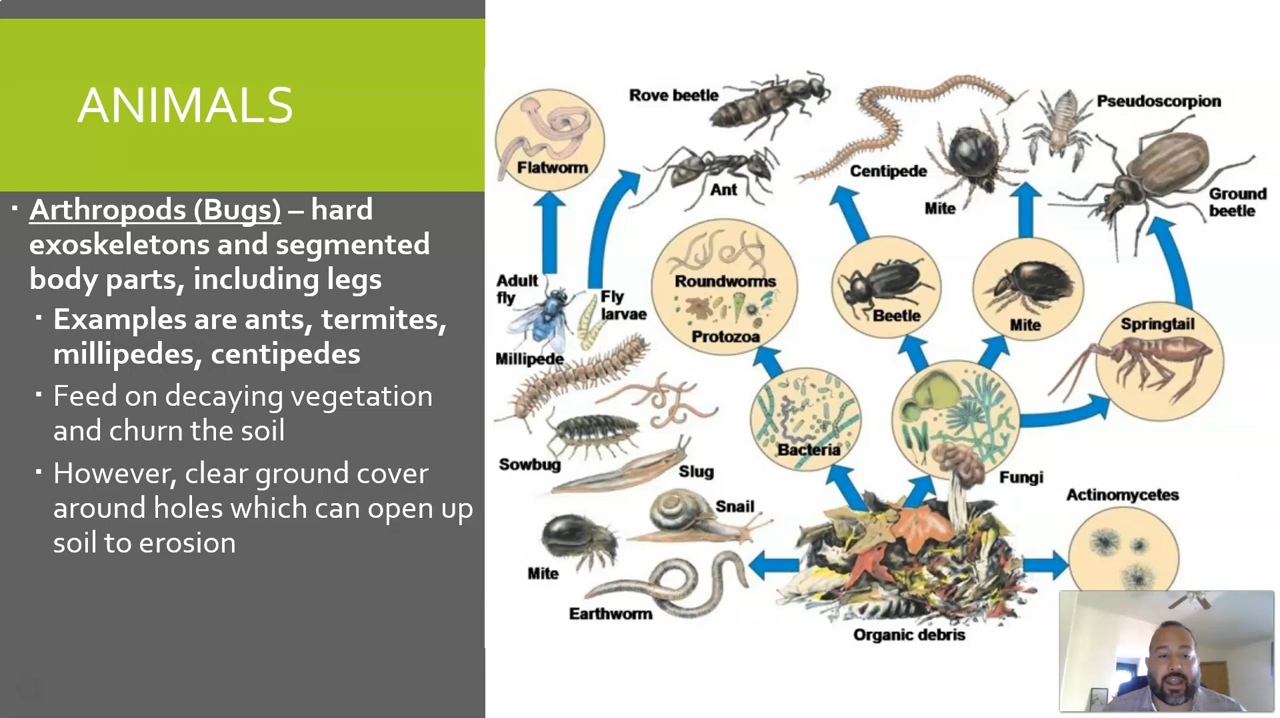 ANIMALS
▪ Arthropods (Bugs) – hard
exoskeletons and segmented
body parts, including legs
▪ Examples are ants, termites,
millipedes, centipedes
▪ Feed on decaying vegetation
and churn the soil
▪ However, clear ground cover
around holes which can open up
soil to erosion
Rove beetle
Pseudoscorpion
Flatworm
Centipede
Ant
Mite
Ground
beetle
Adult
fly
Fly
larvae
Roundworms
Protozoa
Beetle
Mite
Springtail
Millipede
Bacteria
Sowbug
Slug
Fungi
Snail
Actinomycetes
Mite
Earthworm
Organic debris